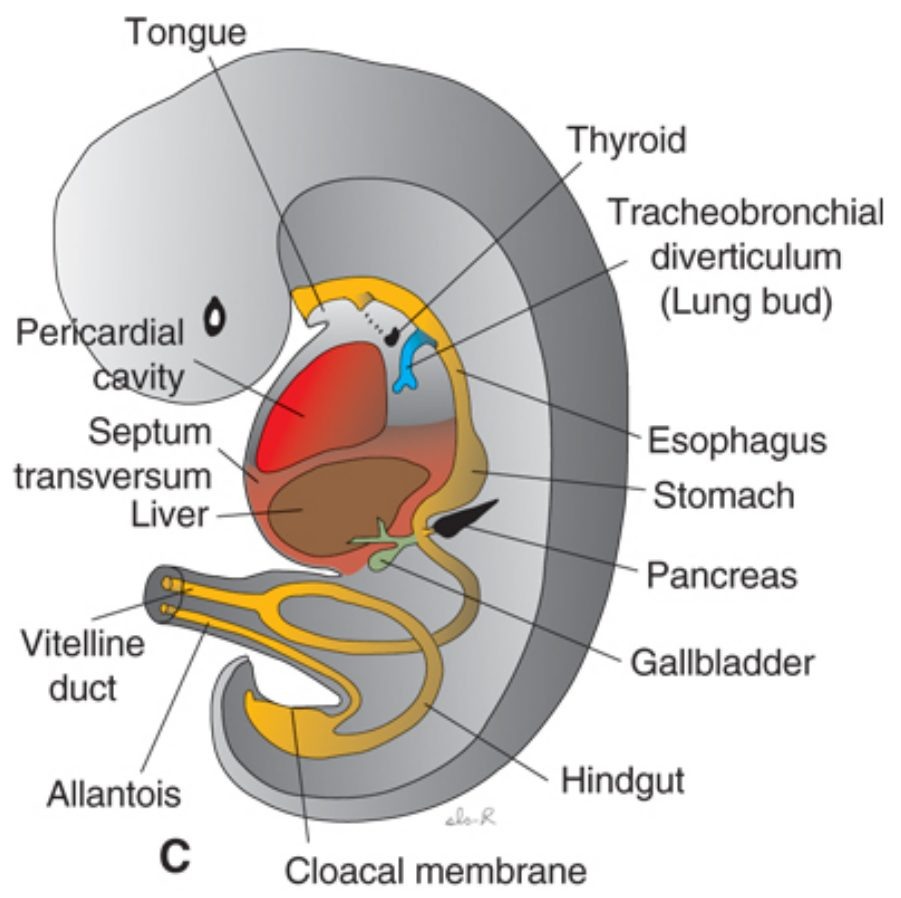 Tongue
Thyroid
Tracheobronchial
diverticulum
(Lung bud)
Pericardial
cavity
Septum
transversum
Liver
Esophagus
Stomach
Pancreas
Gallbladder
Vitelline
duct
Allantois
Hindgut
C
Cloacal membrane